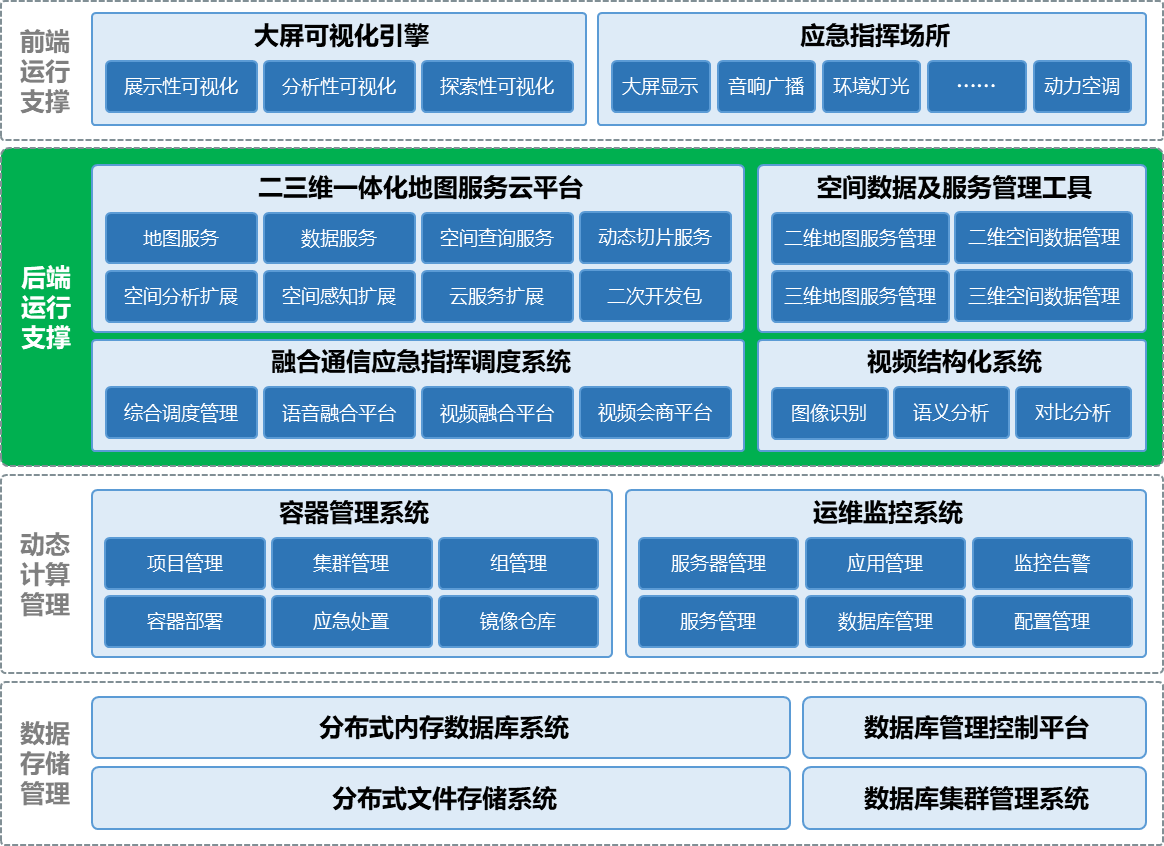 前端
运行
支撑
大屏可视化引擎
展示性可视化
分析性可视化
探索性可视化
应急指挥场所
大屏显示
音响广播
环境灯光
······
动力空调
后端
运行
支撑
二三维一体化地图服务云平台
地图服务
数据服务
空间查询服务
动态切片服务
空间分析扩展
空间感知扩展
云服务扩展
二次开发包
空间数据及服务管理工具
二维地图服务管理
二维空间数据管理
三维地图服务管理
三维空间数据管理
融合通信应急指挥调度系统
综合调度管理
语音融合平台
视频融合平台
视频会商平台
视频结构化系统
图像识别
语义分析
对比分析
动态
计算
管理
容器管理系统
项目管理
集群管理
组管理
容器部署
应急处置
镜像仓库
运维监控系统
服务器管理
应用管理
监控告警
服务管理
数据库管理
配置管理
数据
存储
管理
分布式内存数据库系统
数据库管理控制平台
分布式文件存储系统
数据库集群管理系统